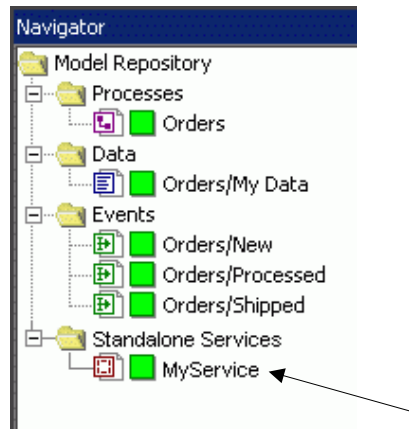 Navigator
Model Repository
Processes
Orders
Data
Orders/My Data
Events
Orders/New
Orders/Processed
Orders/Shipped
Standalone Services
MyService